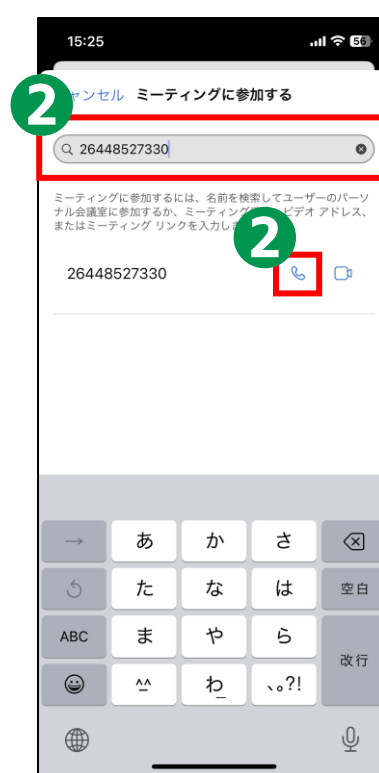 15:25
56
2
ャンセル ミーティングに参加する
26448527330
ミーティングに参加するには、名前を検索してユーザーのパーソ
ナル会議室に参加するか、ミーティング ビデオ アドレス、
またはミーティング リンクを入力し
2
26448527330
→ あ か さ
た な は 空白
ABC ま や ら
改行
^^ わ_ 、。?!